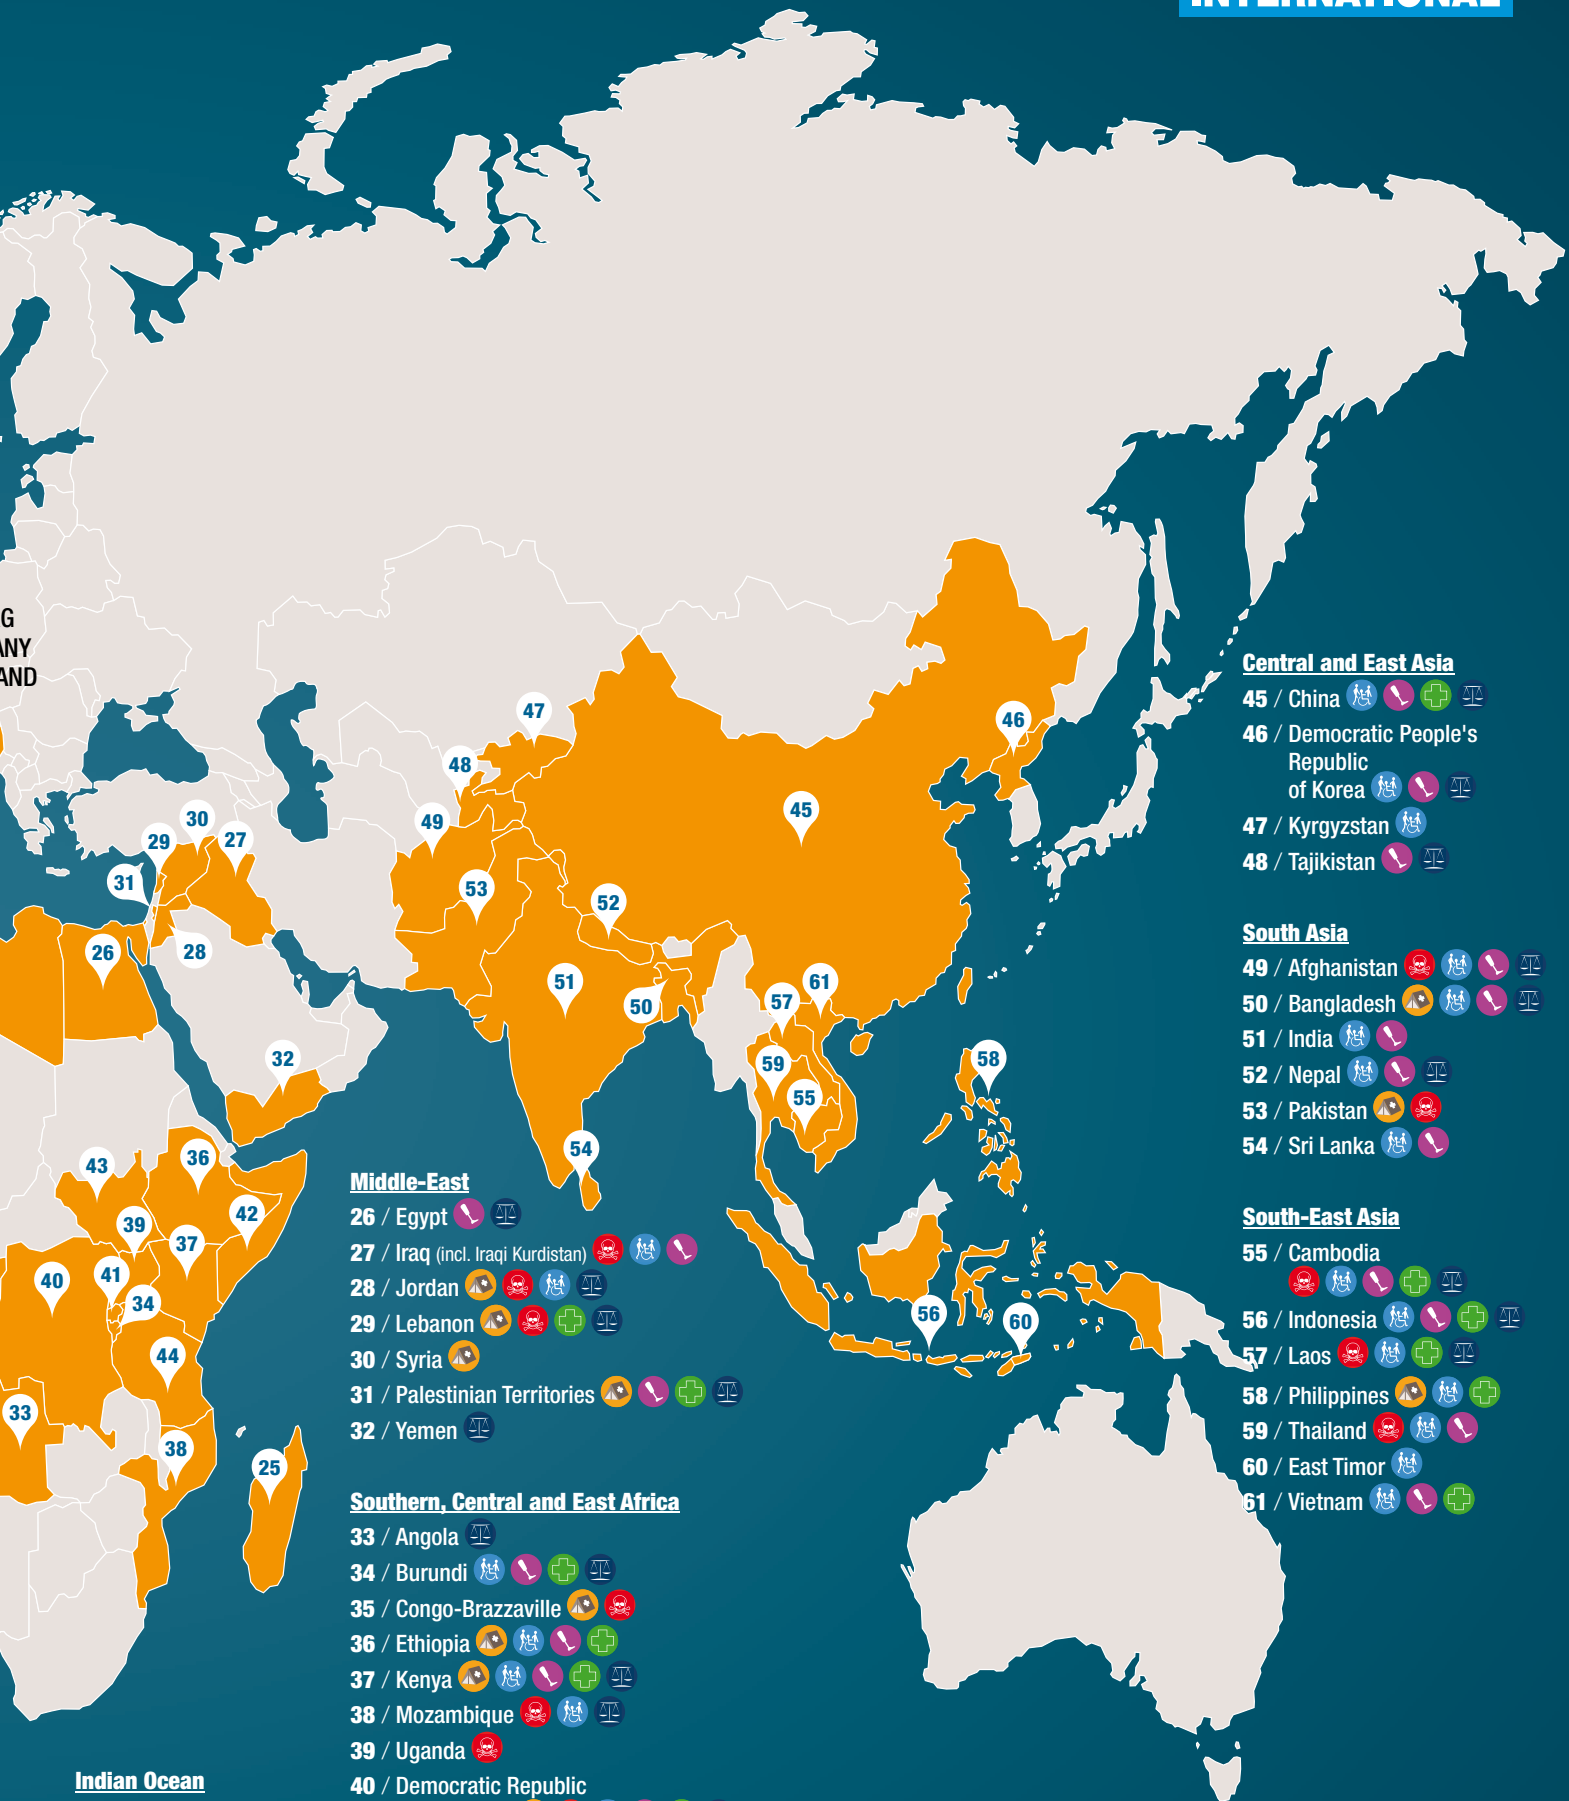 INTERNATIONAL
G
ANY
AND
47
46
48
45
30
49
29
27
31
53
52
26
28
51
61
50
57
32
58
59
55
54
43
36
42
39
37
40
41
34
56
60
44
33
38
25
Central and East Asia
45 / China
46 / Democratic People's
Republic
of Korea
47 / Kyrgyzstan
48 / Tajikistan
South Asia
49 / Afghanistan
50 / Bangladesh
51 / India
52 / Nepal
53 / Pakistan
54 / Sri Lanka
South-East Asia
55 / Cambodia
56 / Indonesia
57 / Laos
58 / Philippines
59 / Thailand
60 / East Timor
61 / Vietnam
Middle-East
26 / Egypt
27 / Iraq (incl. Iraqi Kurdistan)
28 / Jordan
29 / Lebanon
30 / Syria
31 / Palestinian Territories
32 / Yemen
Southern, Central and East Africa
33 / Angola
34 / Burundi
35 / Congo-Brazzaville
36 / Ethiopia
37 / Kenya
38 / Mozambique
39 / Uganda
40 / Democratic Republic
Indian Ocean